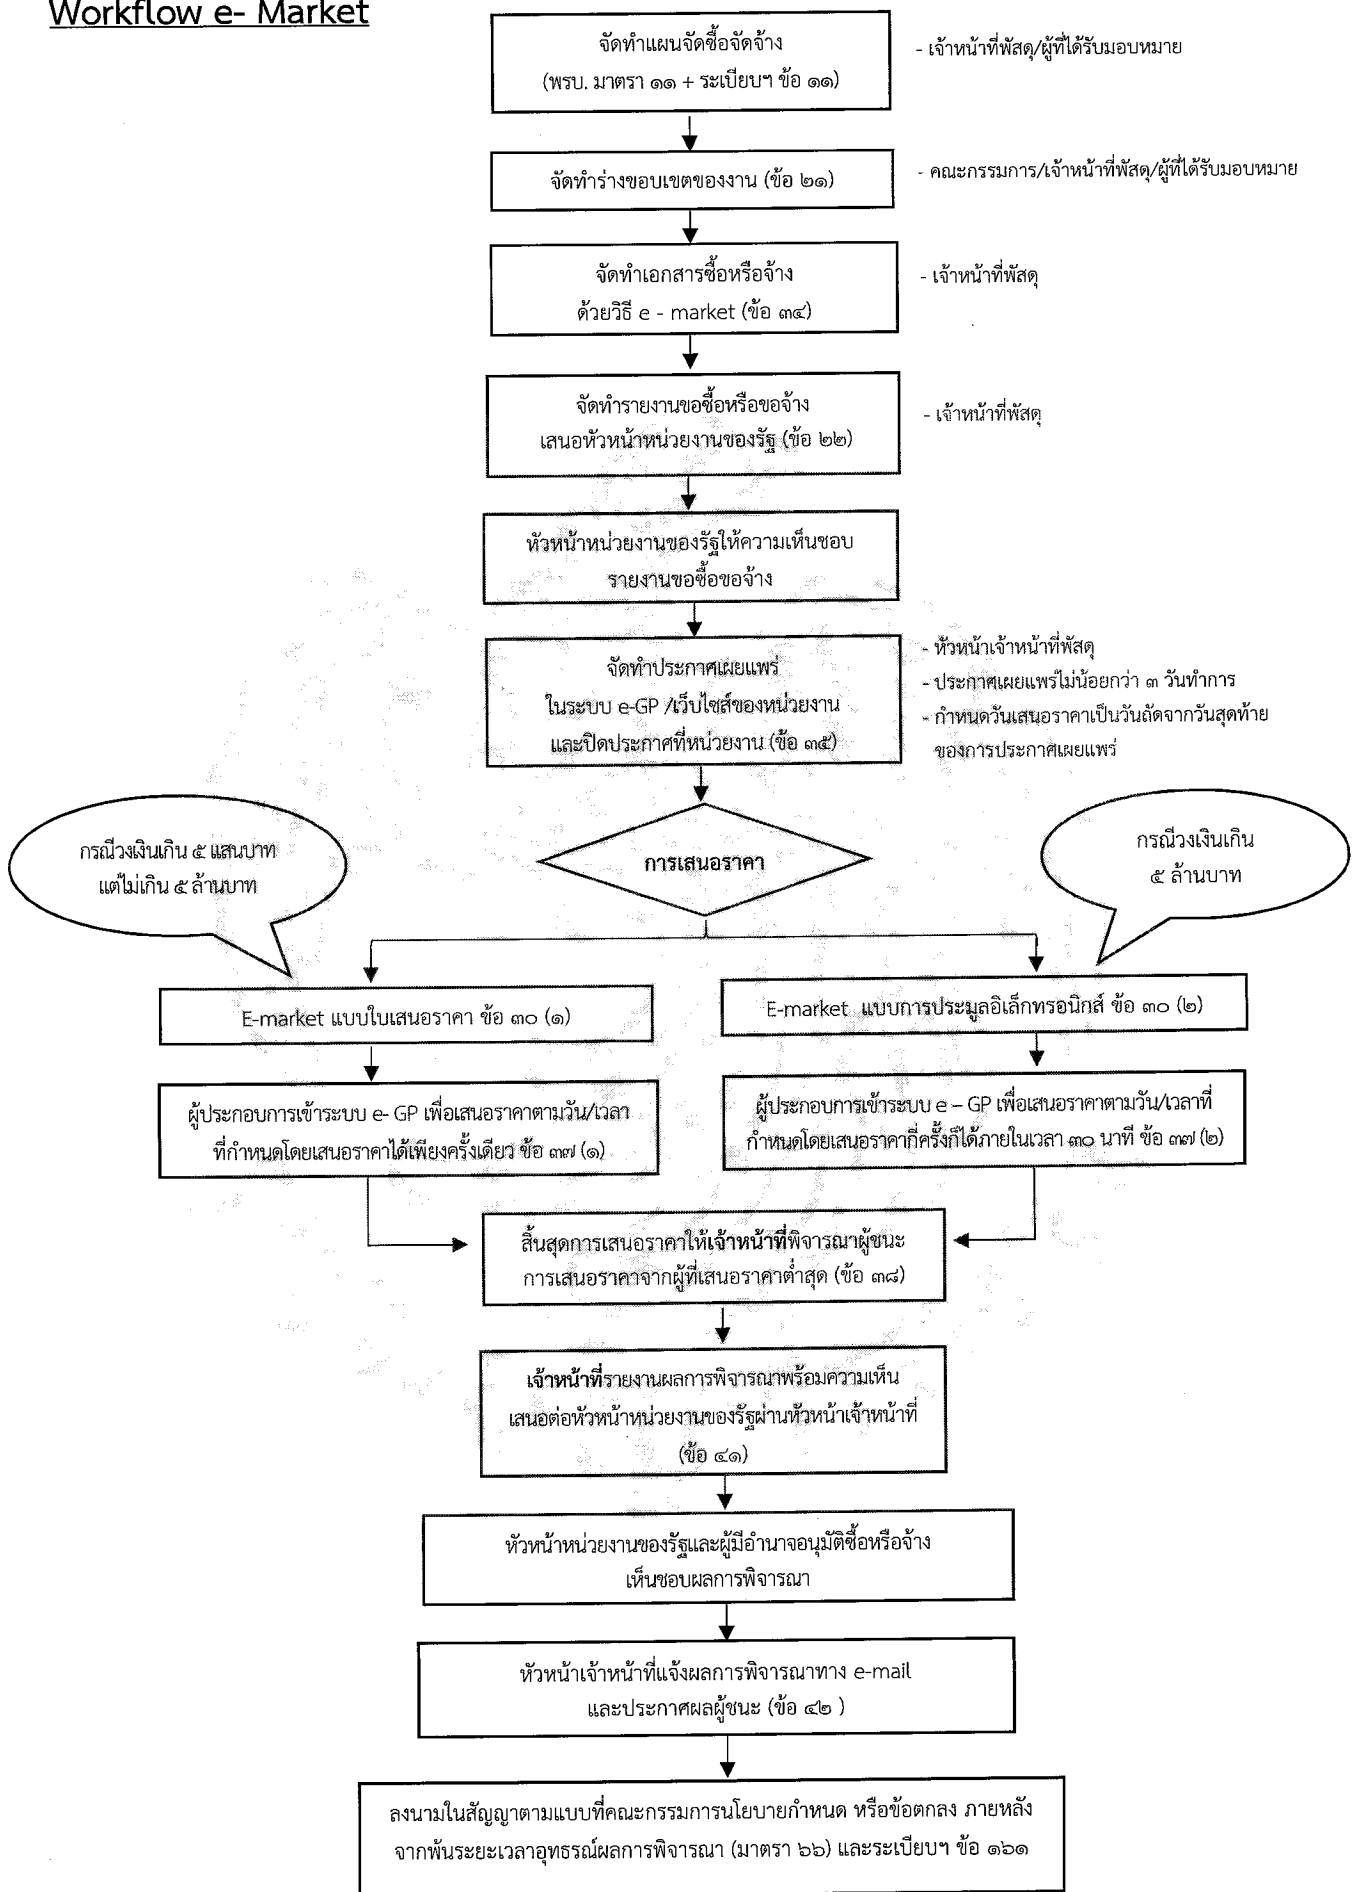 Workflow e- Market
จัดทำแผนจัดซื้อจัดจ้าง
(พรบ. มาตรา ๑๑ + ระเบียบฯ ข้อ ๑๑)
- เจ้าหน้าที่พัสดุ/ผู้ที่ได้รับมอบหมาย
จัดทำร่างขอบเขตของงาน (ข้อ ๒๑)
- คณะกรรมการ/เจ้าหน้าที่พัสดุ/ผู้ที่ได้รับมอบหมาย
จัดทำเอกสารซื้อหรือจ้าง
ด้วยวิธี e - market (ข้อ ๓๔)
- เจ้าหน้าที่พัสดุ
จัดทำรายงานขอซื้อหรือขอจ้าง
เสนอหัวหน้าหน่วยงานของรัฐ (ข้อ ๒๒)
- เจ้าหน้าที่พัสดุ
หัวหน้าหน่วยงานของรัฐให้ความเห็นชอบ
รายงานขอซื้อขอจ้าง
จัดทำประกาศเผยแพร่
ในระบบ e-GP /เว็บไซส์ของหน่วยงาน
และปิดประกาศที่หน่วยงาน (ข้อ ๓๕)
- หัวหน้าเจ้าหน้าที่พัสดุ
- ประกาศเผยแพร่ไม่น้อยกว่า ๓ วันทำการ
- กำหนดวันเสนอราคาเป็นวันถัดจากวันสุดท้าย
ของการประกาศเผยแพร่
กรณีวงเงินเกิน ๕ แสนบาท
แต่ไม่เกิน ๕ ล้านบาท
การเสนอราคา
กรณีวงเงินเกิน
๕ ล้านบาท
E-market แบบใบเสนอราคา ข้อ ๓๐ (๑)
E-market แบบการประมูลอิเล็กทรอนิกส์ ข้อ ๓๐ (๒)
ผู้ประกอบการเข้าระบบ e- GP เพื่อเสนอราคาตามวัน/เวลา
ที่กำหนดโดยเสนอราคาได้เพียงครั้งเดียว ข้อ ๓๗ (๑)
ผู้ประกอบการเข้าระบบ e – GP เพื่อเสนอราคาตามวัน/เวลาที่
กำหนดโดยเสนอราคากี่ครั้งก็ได้ภายในเวลา ๓๐ นาที ข้อ ๓๗ (๒)
สิ้นสุดการเสนอราคาให้เจ้าหน้าที่พิจารณาผู้ชนะ
การเสนอราคาจากผู้ที่เสนอราคาต่ำสุด (ข้อ ๓๘)
เจ้าหน้าที่รายงานผลการพิจารณาพร้อมความเห็น
เสนอต่อหัวหน้าหน่วยงานของรัฐผ่านหัวหน้าเจ้าหน้าที่
(ข้อ ๔๑)
หัวหน้าหน่วยงานของรัฐและผู้มีอำนาจอนุมัติซื้อหรือจ้าง
เห็นชอบผลการพิจารณา
หัวหน้าเจ้าหน้าที่แจ้งผลการพิจารณาทาง e-mail
และประกาศผลผู้ชนะ (ข้อ ๔๒ )
ลงนามในสัญญาตามแบบที่คณะกรรมการนโยบายกำหนด หรือข้อตกลง ภายหลัง
จากพ้นระยะเวลาอุทธรณ์ผลการพิจารณา (มาตรา ๖๖) และระเบียบฯ ข้อ ๑๖๑